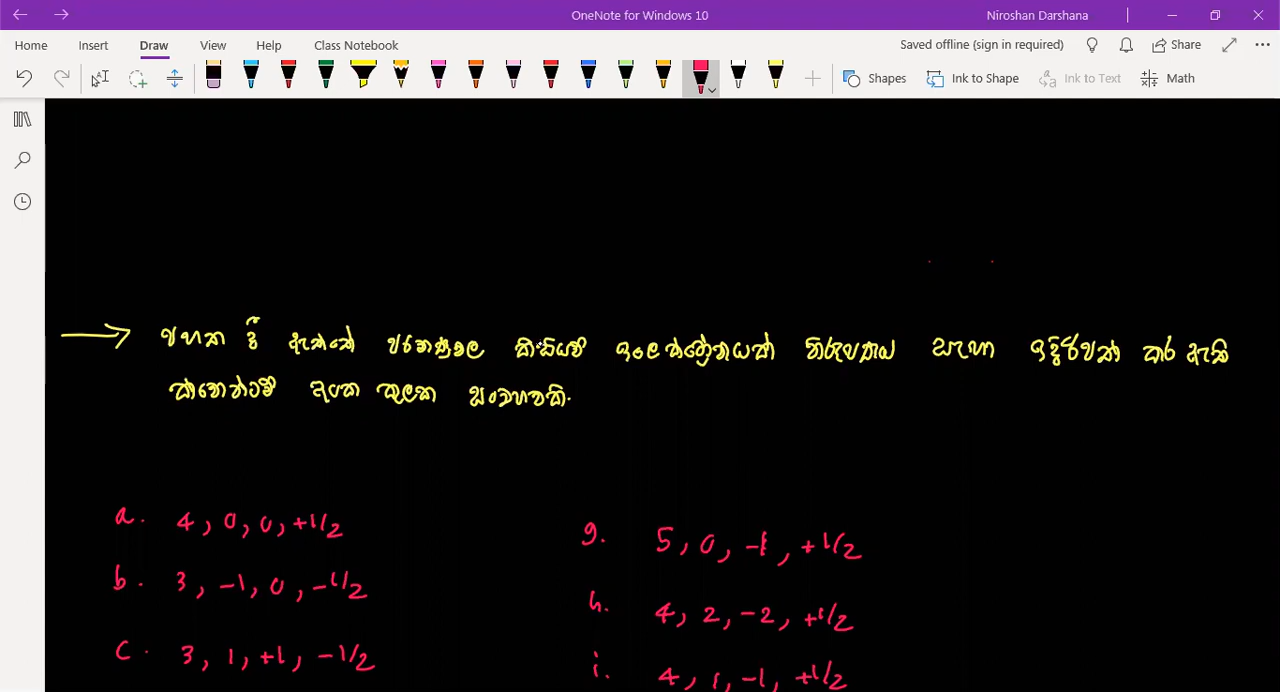 OneNote for Windows 10
Niroshan Darshana
Home Insert Draw View Help Class Notebook
Saved offline (sign in required)
Share
Shapes Ink to Shape Ink to Text Math
පහත දී ඇත්තේ පරමාණුවල කිසියම් ඉලෙක්ට්‍රෝනයක් නිරූපණය සඳහා ඉදිරිපත් කර ඇති
ක්වොන්ටම් අංක කුලක සංවහවකි.
a. 4, 0, 0, +1/2
b. 3, -1, 0, -1/2
c. 3, 1, +1, -1/2
g. 5, 0, -1, +1/2
h. 4, 2, -2, +1/2
i. 4, 1, -1, +1/2